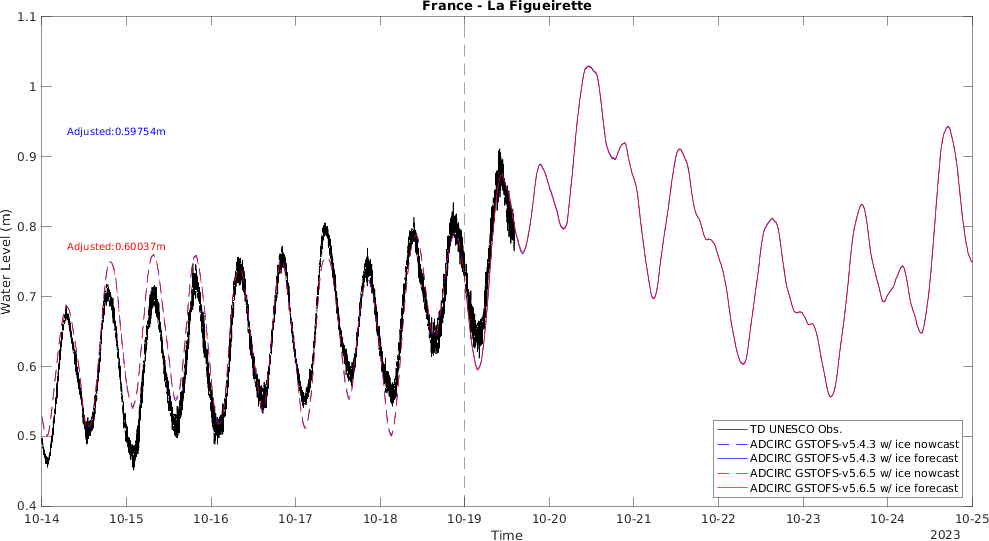 France - La Figueirette
1.1
1
0.9
0.8
0.7
0.6
0.5
0.4
Water Level (m)
Adjusted:0.59754m
Adjusted:0.60037m
TD UNESCO Obs.
ADCIRC GSTOFS-v5.4.3 w/ ice nowcast
ADCIRC GSTOFS-v5.4.3 w/ ice forecast
ADCIRC GSTOFS-v5.6.5 w/ ice nowcast
ADCIRC GSTOFS-v5.6.5 w/ ice forecast
10-14 10-15 10-16 10-17 10-18 10-19 10-20 10-21 10-22 10-23 10-24 10-25
Time
2023